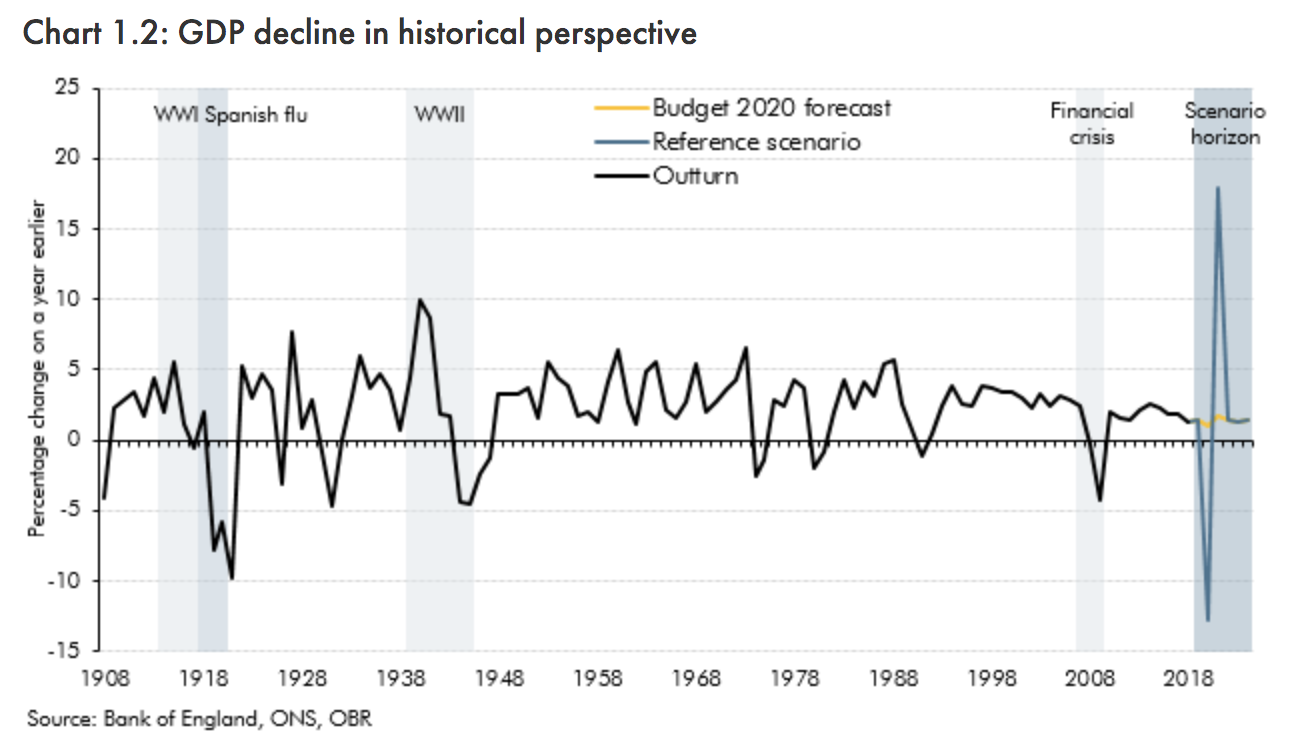 Chart 1.2: GDP decline in historical perspective
Percentage change on a year earlier
25
20
15
10
5
0
-5
-10
-15
WWI Spanish flu
WWII
Budget 2020 forecast
Reference scenario
Outturn
Financial
crisis
Scenario
horizon
1908 1918 1928 1938 1948 1958 1968 1978 1988 1998 2008 2018
Source: Bank of England, ONS, OBR